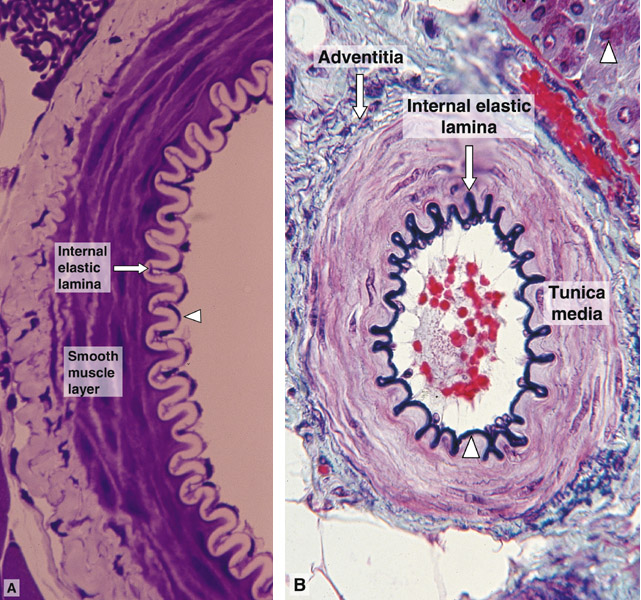 Internal
elastic
lamina
Smooth
muscle
layer
A
Adventitia
Internal elastic
lamina
Tunica
media
B